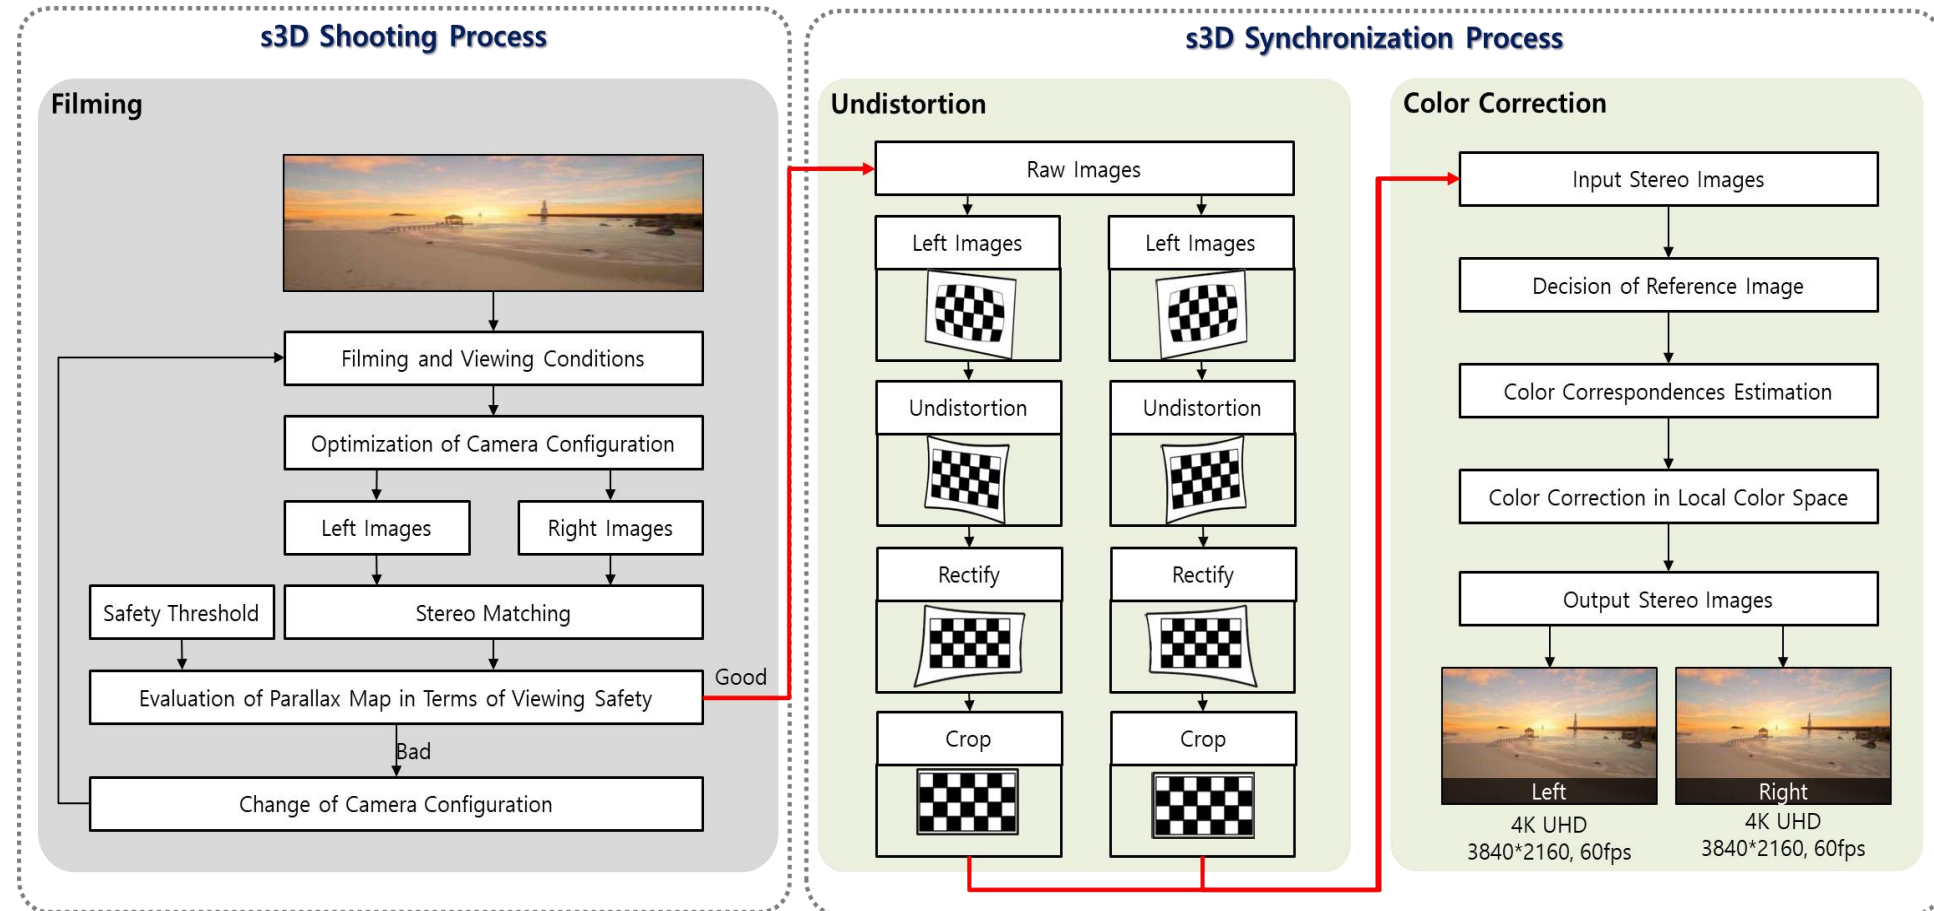 s3D Shooting Process
Filming
Filming and Viewing Conditions
Optimization of Camera Configuration
Left Images
Right Images
Safety Threshold
Stereo Matching
Evaluation of Parallax Map in Terms of Viewing Safety
Good
Bad
Change of Camera Configuration
s3D Synchronization Process
Undistortion
Raw Images
Left Images
Left Images
Undistortion
Undistortion
Rectify
Rectify
Crop
Crop
Color Correction
Input Stereo Images
Decision of Reference Image
Color Correspondences Estimation
Color Correction in Local Color Space
Output Stereo Images
Left
4K UHD
3840*2160, 60fps
Right
4K UHD
3840*2160, 60fps